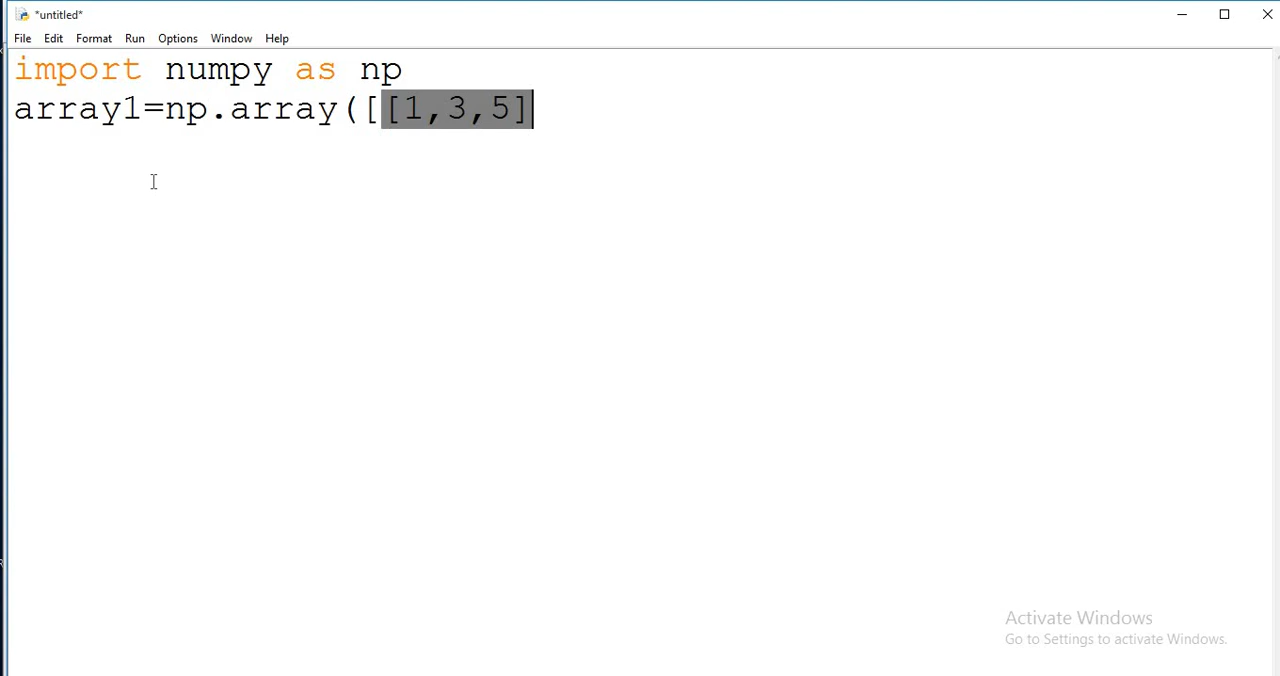 *untitled*
File Edit Format Run Options Window Help
import numpy as np
array1=np.array([[1,3,5]
Activate Windows
Go to Settings to activate Windows.